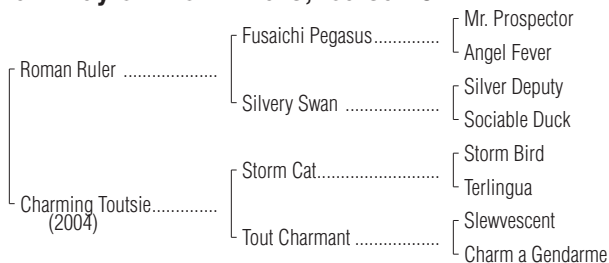 Mr. Prospector
Fusaichi Pegasus.............
Angel Fever
Roman Ruler ...................
Silver Deputy
Silvery Swan ...................
Sociable Duck
Storm Bird
Storm Cat.........................
Terlingua
Charming Toutsie.............
(2004)
Slewvescent
Tout Charmant .................
Charm a Gendarme